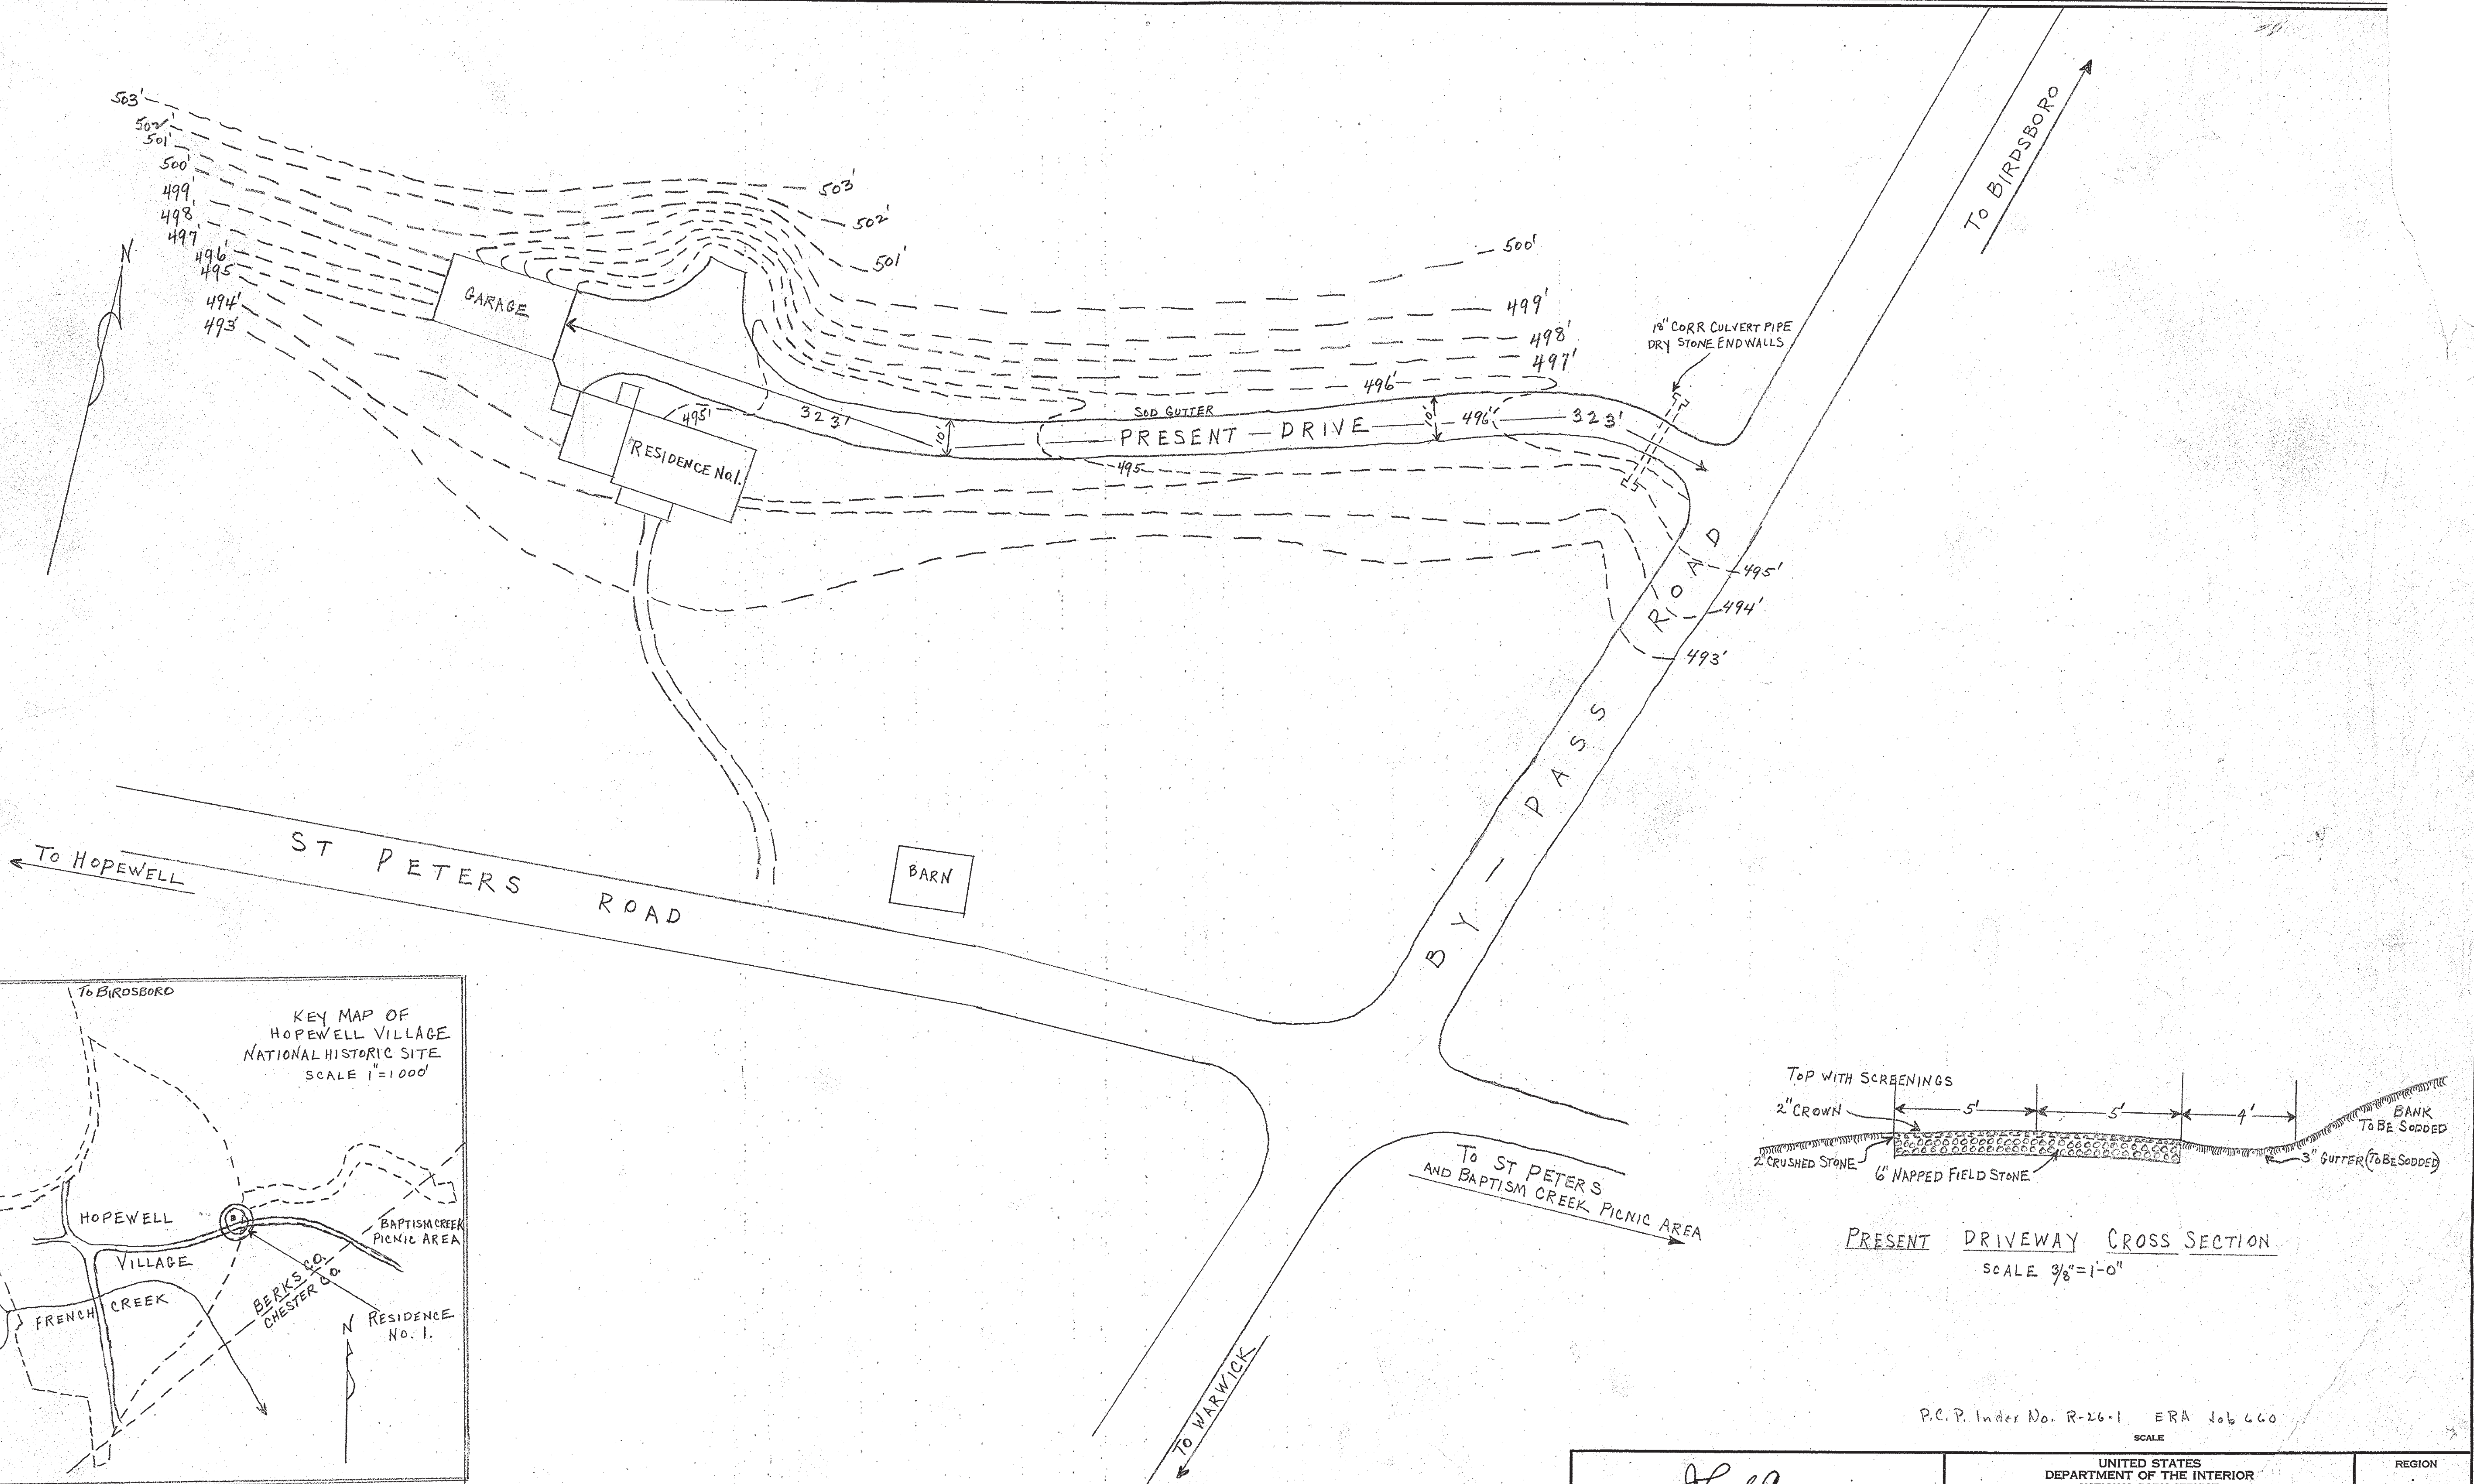 503'
502'
501'
500'
499'
498'
497'
496'
495'
494'
493'
N
503'
502'
501'
500'
499'
498'
497'
496'
GARAGE
RESIDENCE No.1.
495'
323'
10'
SOD GUTTER
PRESENT — DRIVE
10'
496'
323'
495
18" CORR CULVERT PIPE
DRY STONE ENDWALLS
TO BIRDSBORO
495'
494'
493'
BY - PASS ROAD
ST PETERS ROAD
TO HOPEWELL
BARN
TO ST PETERS
AND BAPTISM CREEK PICNIC AREA
TO WARWICK
TO BIRDSBORO
KEY MAP OF
HOPEWELL VILLAGE
NATIONAL HISTORIC SITE
SCALE 1"=1000'
HOPEWELL
VILLAGE
BAPTISM CREEK
PICNIC AREA
BERKS CO.
CHESTER CO.
FRENCH CREEK
RESIDENCE
NO. 1.
N
TOP WITH SCREENINGS
2" CROWN
5'
5'
4'
BANK
TO BE SODDED
2" CRUSHED STONE
6" NAPPED FIELD STONE
3" GUTTER (TO BE SODDED)
PRESENT DRIVEWAY CROSS SECTION
SCALE 3/8"=1'-0"
P.C.P. Index No. R-26-1 ERA Job 660
SCALE
UNITED STATES
DEPARTMENT OF THE INTERIOR
REGION